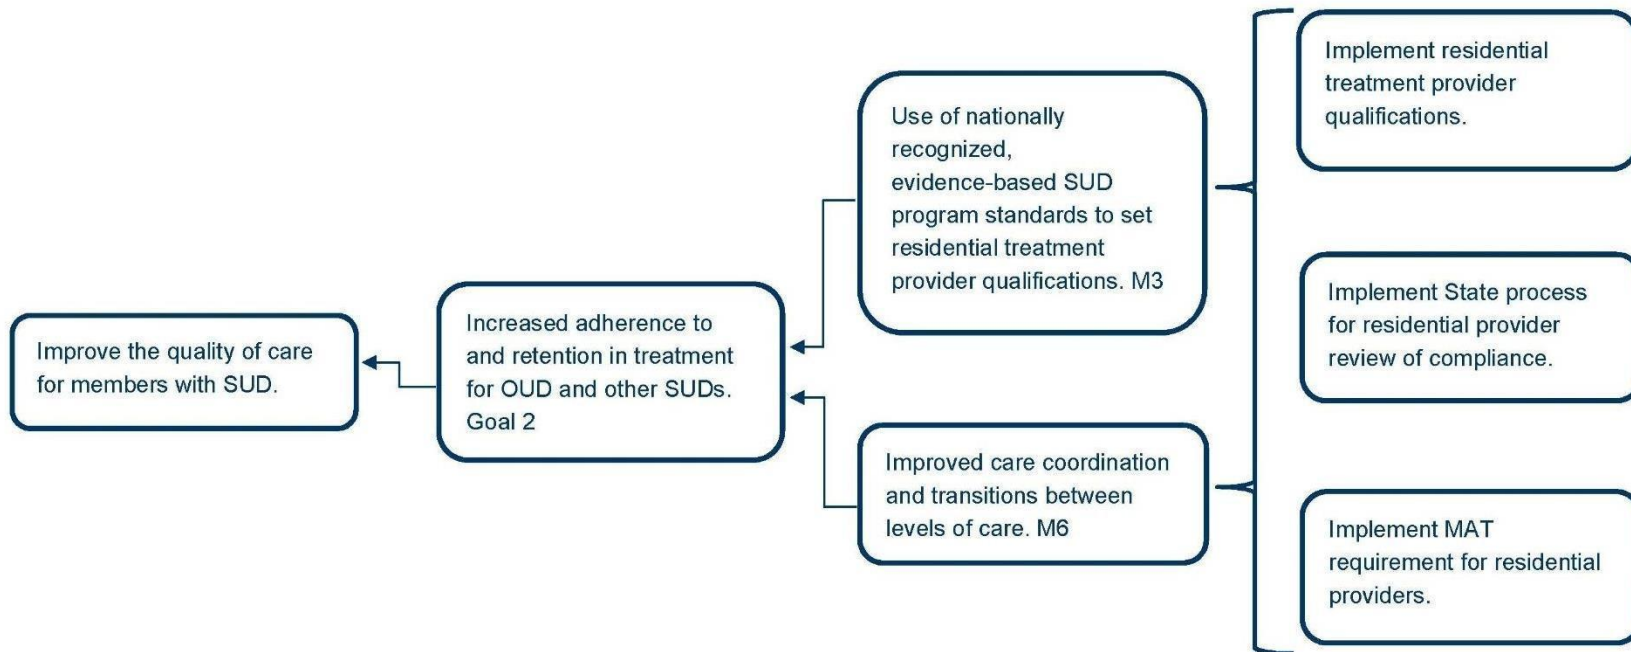 Improve the quality of care
for members with SUD.
Increased adherence to
and retention in treatment
for OUD and other SUDs.
Goal 2
Use of nationally
recognized,
evidence-based SUD
program standards to set
residential treatment
provider qualifications. M3
Improved care coordination
and transitions between
levels of care. M6
Implement residential
treatment provider
qualifications.
Implement State process
for residential provider
review of compliance.
Implement MAT
requirement for residential
providers.